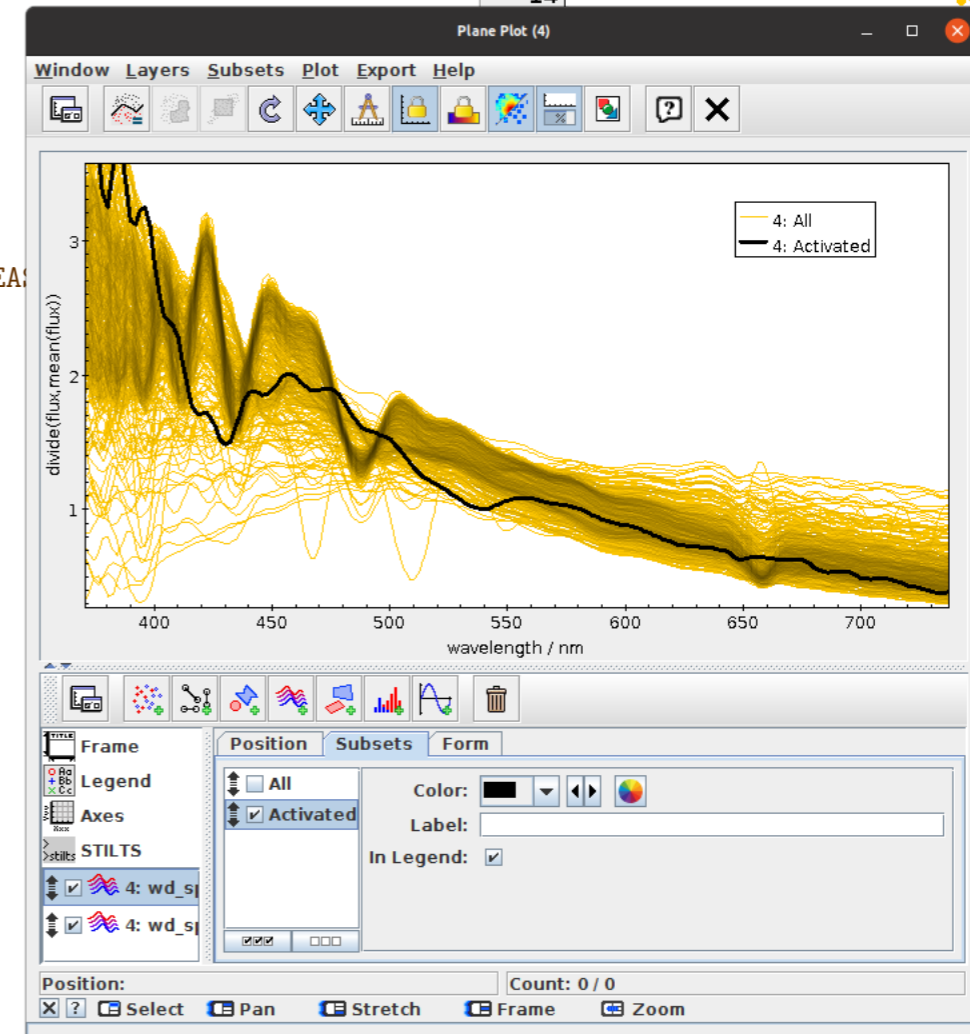 Plane Plot (4)
Window Layers Subsets Plot Export Help
3
2
1
divide(flux,mean(flux))
4: All
4: Activated
400 450 500 550 600 650 700
wavelength / nm
Frame
Legend
Axes
STILTS
4: wd_sp
4: wd_sp
Position Subsets Form
All
Activated
Color:
Label:
In Legend:
Position:
Count: 0 / 0
Select Pan Stretch Frame Zoom